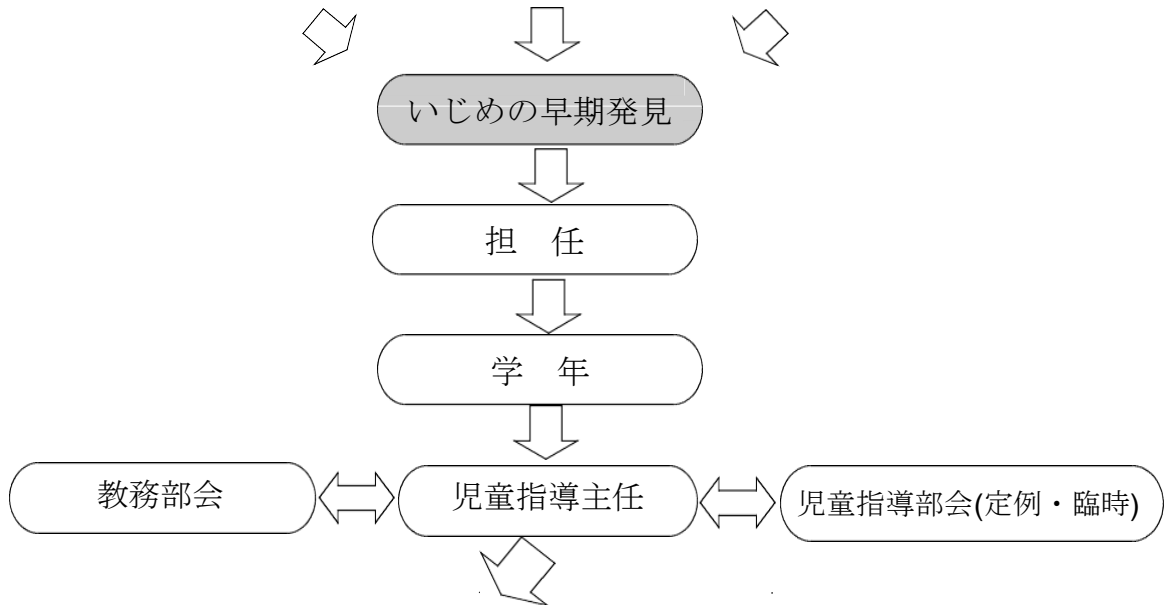 いじめの早期発見
担　任
学　年
教務部会
児童指導主任
児童指導部会(定例・臨時)